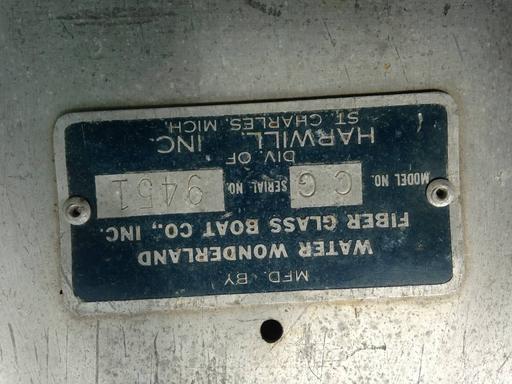 MFD. BY
WATER WONDERLAND
FIBER GLASS BOAT CO., INC.
MODEL NO. CG SERIAL NO. 9451
DIV. OF
HARWILL, INC.
ST. CHARLES, MICH.